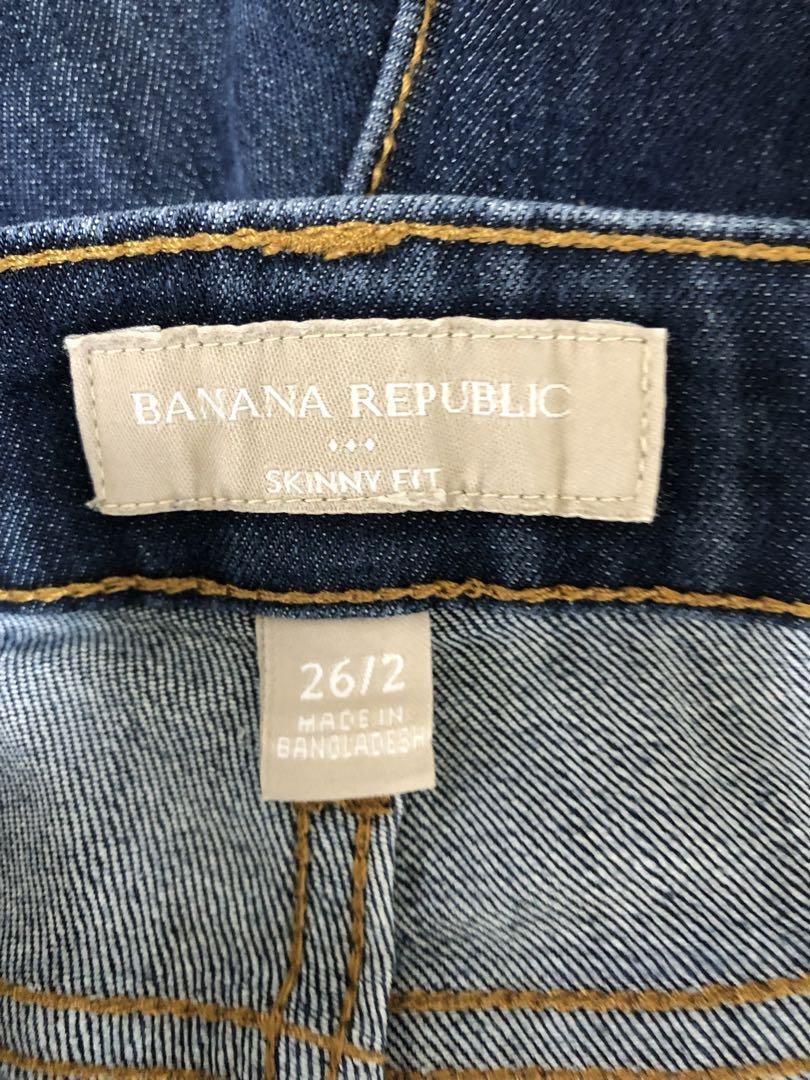 BANANA REPUBLIC
SKINNY FIT
26/2
MADE IN
BANGLADESH